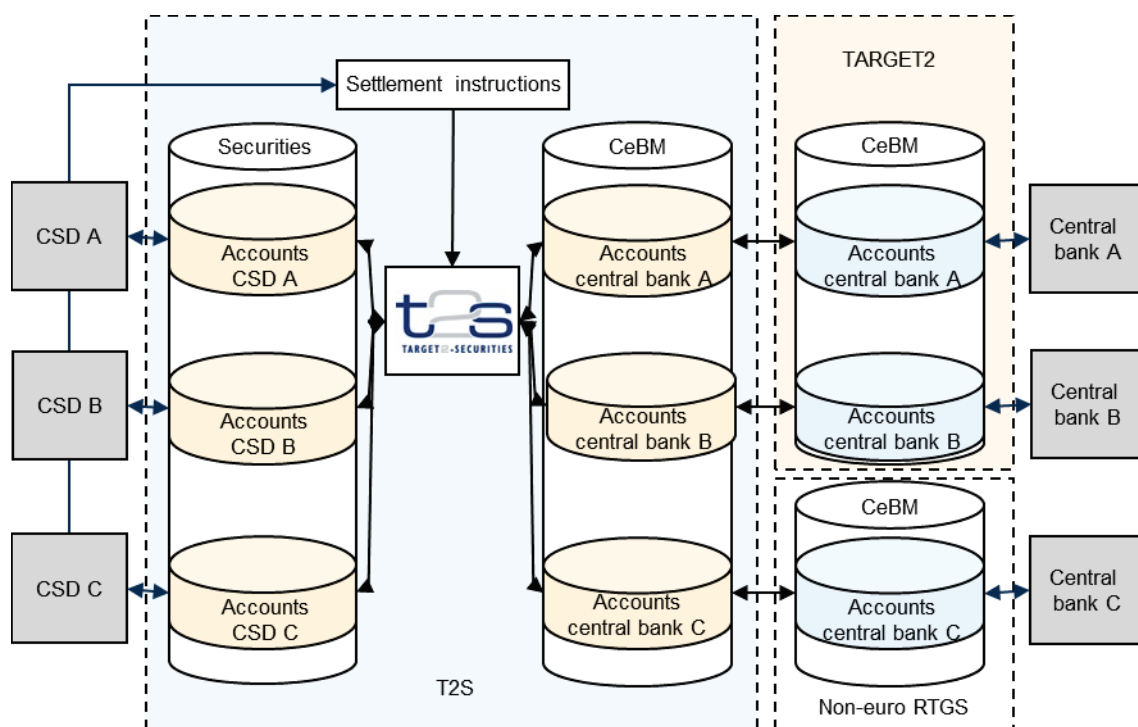 TARGET2
Settlement instructions
Securities
CeBM
CeBM
CSD A
Accounts
CSD A
Accounts
central bank A
Accounts
central bank A
Central
bank A
t2s
TARGET2-SECURITIES
CSD B
Accounts
CSD B
Accounts
central bank B
Accounts
central bank B
Central
bank B
CeBM
CSD C
Accounts
CSD C
Accounts
central bank C
Accounts
central bank C
Central
bank C
T2S
Non-euro RTGS